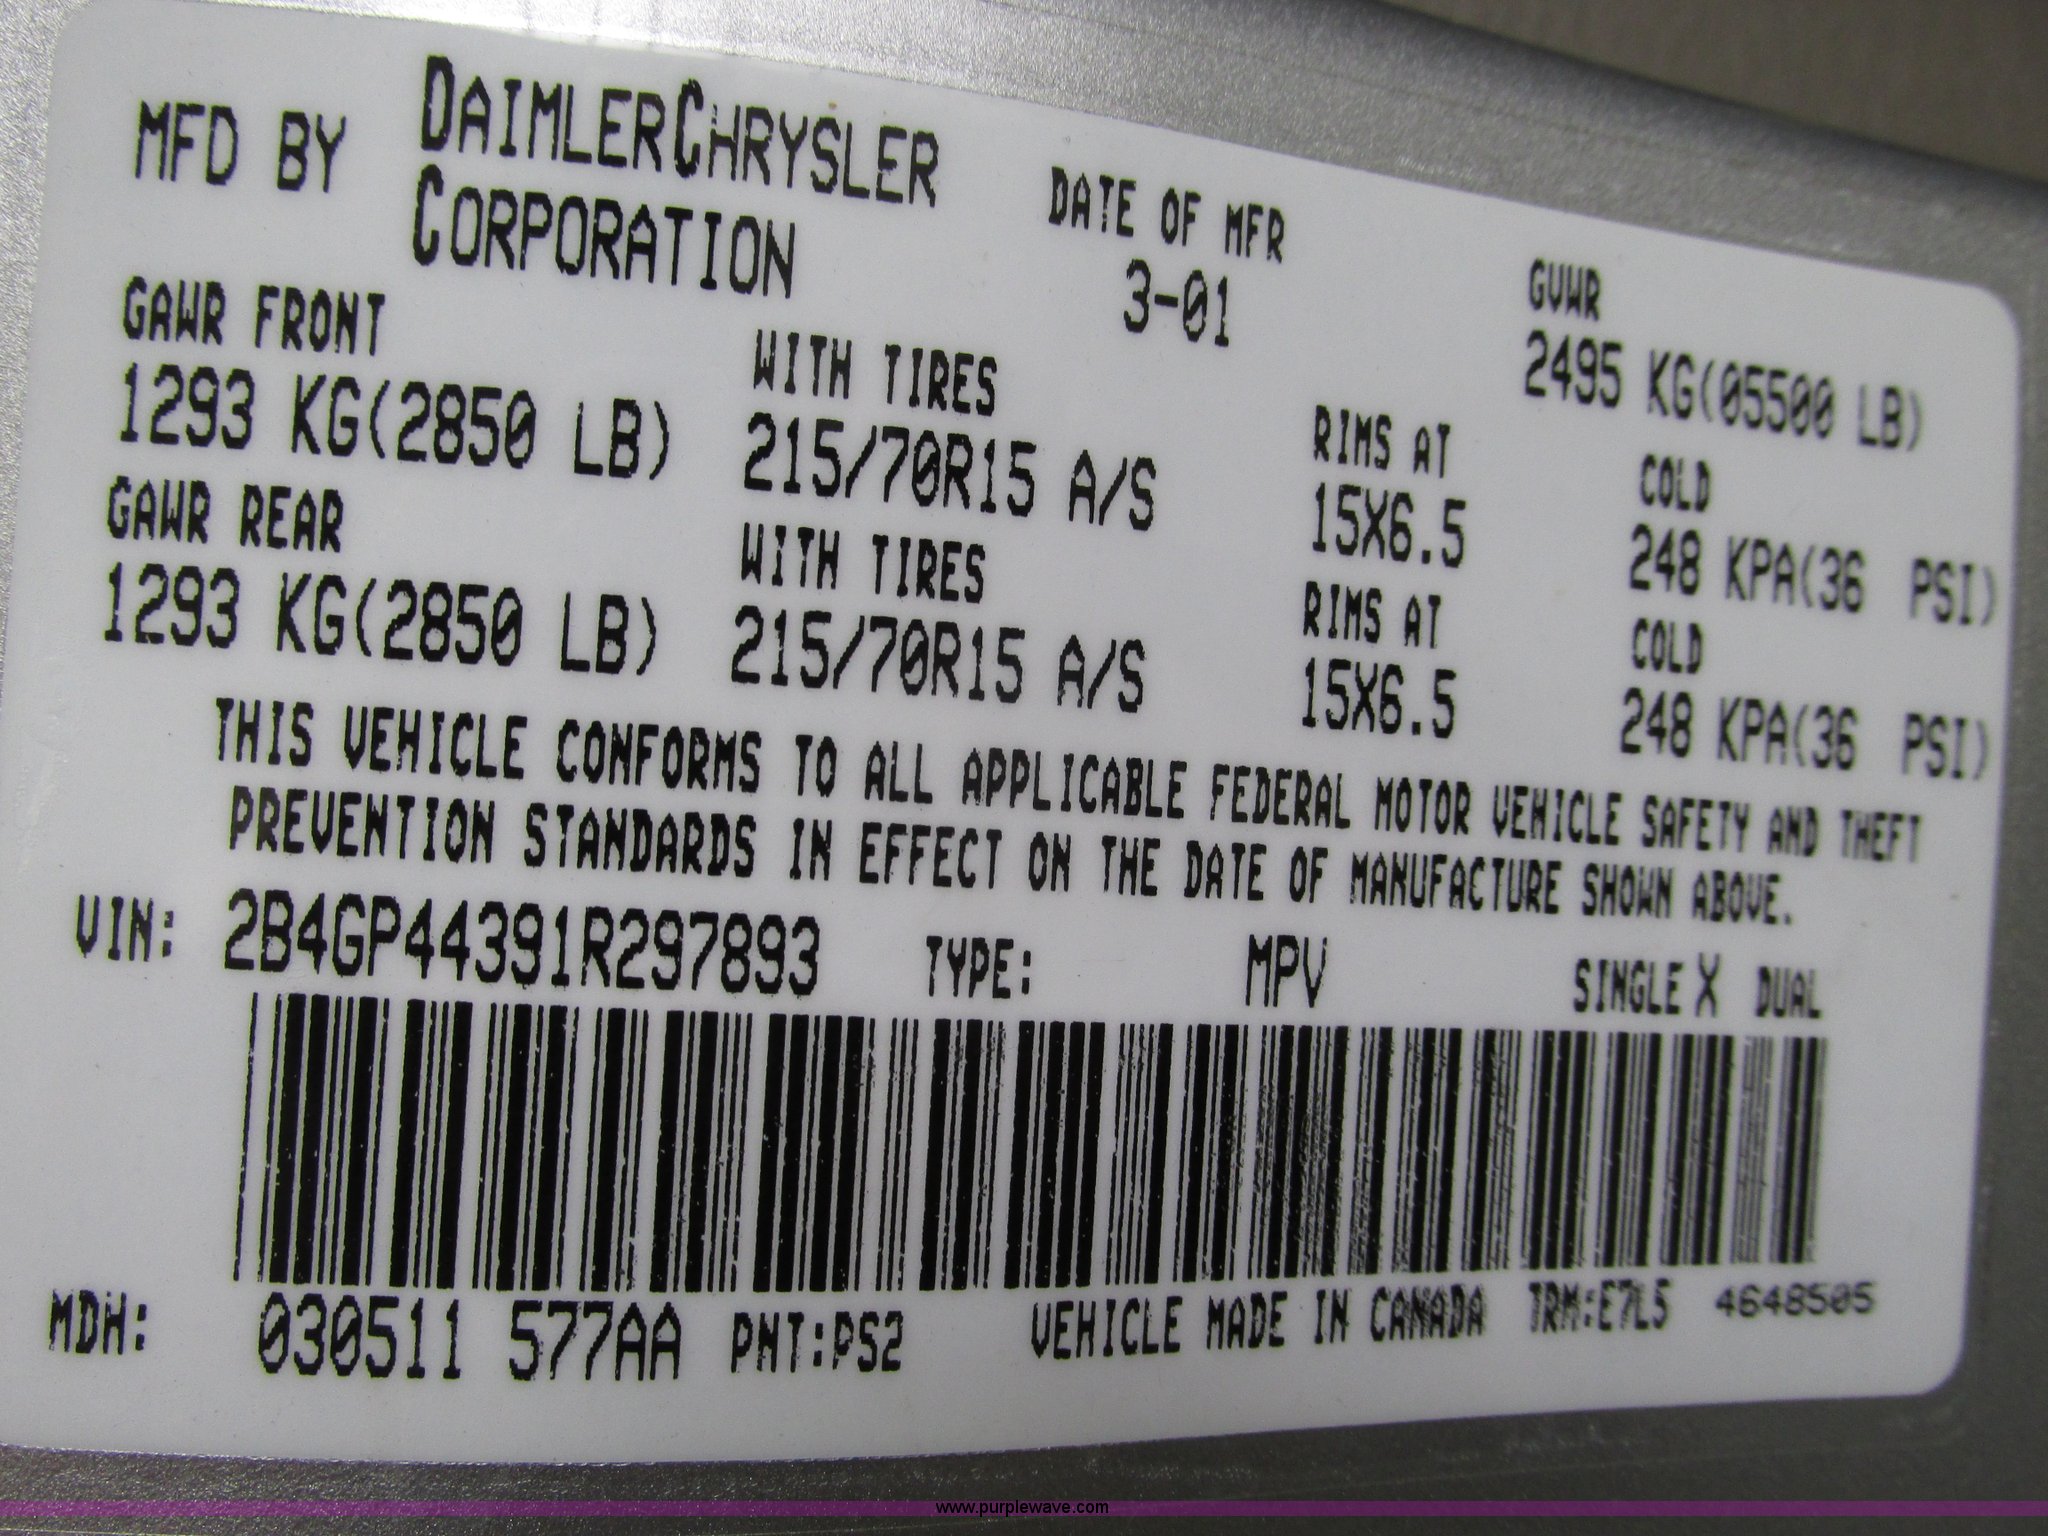 MFD BY DAIMLERCHRYSLER CORPORATION
DATE OF MFR
3-01
GVWR
2495 KG(05500 LB)
GAWR FRONT WITH TIRES RIMS AT COLD
1293 KG(2850 LB) 215/70R15 A/S 15X6.5 248 KPA(36 PSI)
GAWR REAR WITH TIRES RIMS AT COLD
1293 KG(2850 LB) 215/70R15 A/S 15X6.5 248 KPA(36 PSI)
THIS VEHICLE CONFORMS TO ALL APPLICABLE FEDERAL MOTOR VEHICLE SAFETY AND THEFT
PREVENTION STANDARDS IN EFFECT ON THE DATE OF MANUFACTURE SHOWN ABOVE.
VIN: 2B4GP44391R297893 TYPE: MPV SINGLE X DUAL
MDH: 030511 577AA PNT:PS2 VEHICLE MADE IN CANADA TRM:E7L5 4648505
www.purplewave.com